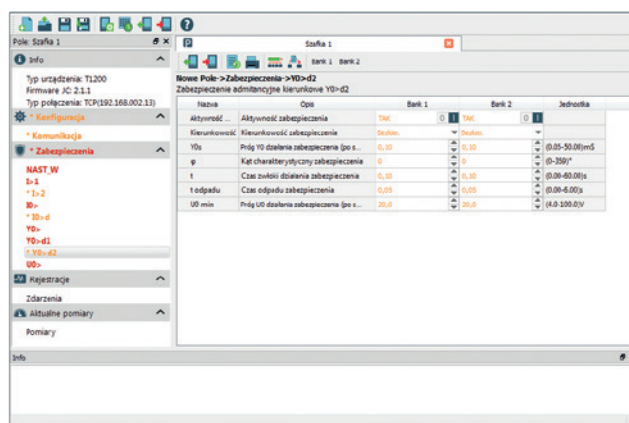 Pole: Szafka 1
Szafka 1
Info
Typ urządzenia: T1200
Firmware JC: 2.1.1
Typ połączenia: TCP(192.168.002.13)
* Konfiguracja
* Komunikacja
* Zabezpieczenia
NAST_W
I>1
* I>2
I0>
* I0>d
Y0>
Y0>d1
* Y0>d2
U0>
Rejestracje
Zdarzenia
Aktualne pomiary
Pomiary
Bank 1 Bank 2
Nowe Pole->Zabezpieczenia->Y0>d2
Zabezpieczenie admitancyjne kierunkowe Y0>d2
Nazwa Opis Bank 1 Bank 2 Jednostka
Aktywność ... Aktywność zabezpieczenia TAK 0 I TAK 0 I
Kierunkowość Kierunkowość zabezpieczenia
Y0s Próg Y0 działania zabezpieczenia (po s... 0,10 0,10 (0.05-50.00)mS
φ Kąt charakterystyczny zabezpieczenia 0 0 (0-359)°
t Czas zwłoki działania zabezpieczenia 0,10 0,10 (0.00-60.00)s
t odpadu Czas odpadu zabezpieczenia 0,05 0,05 (0.00-6.00)s
U0 min Próg U0 działania zabezpieczenia (po s... 20,0 20,0 (4.0-100.0)V
Info